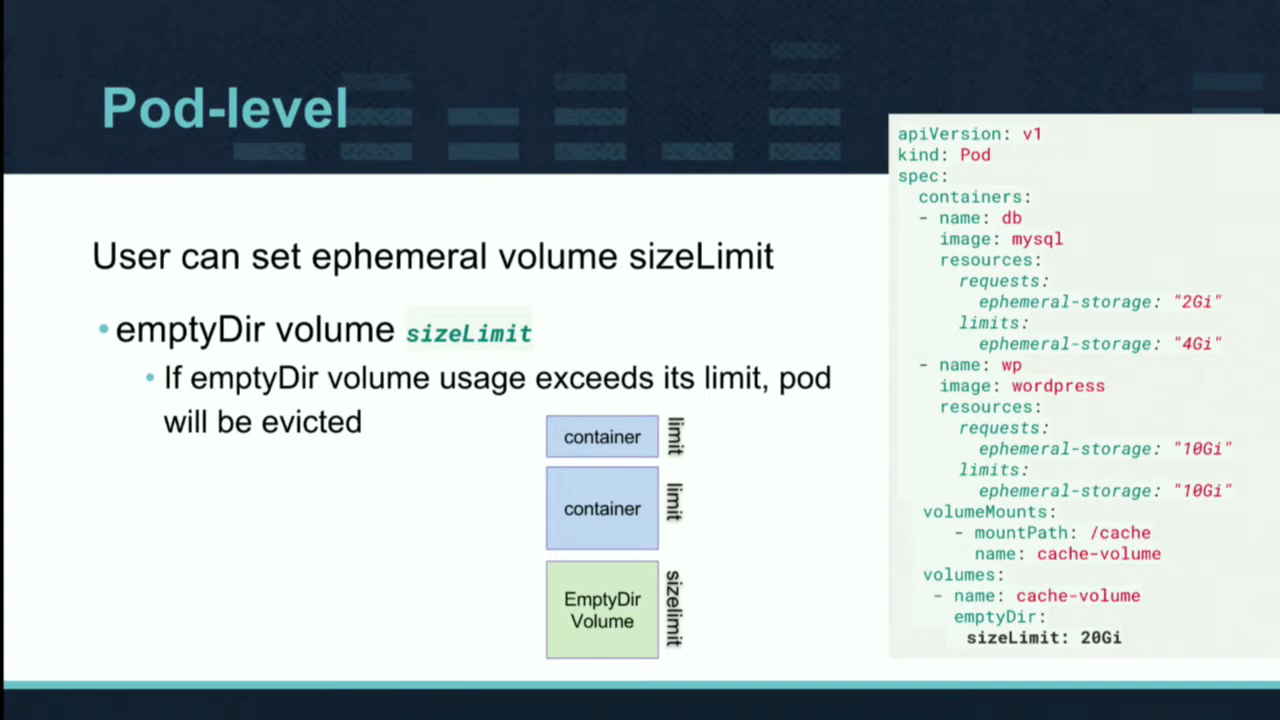 Pod-level
User can set ephemeral volume sizeLimit
• emptyDir volume sizeLimit
• If emptyDir volume usage exceeds its limit, pod
will be evicted
container
limit
container
limit
EmptyDir
Volume
sizelimit
apiVersion: v1
kind: Pod
spec:
containers:
- name: db
image: mysql
resources:
requests:
ephemeral-storage: "2Gi"
limits:
ephemeral-storage: "4Gi"
- name: wp
image: wordpress
resources:
requests:
ephemeral-storage: "10Gi"
limits:
ephemeral-storage: "10Gi"
volumeMounts:
- mountPath: /cache
name: cache-volume
volumes:
- name: cache-volume
emptyDir:
sizeLimit: 20Gi